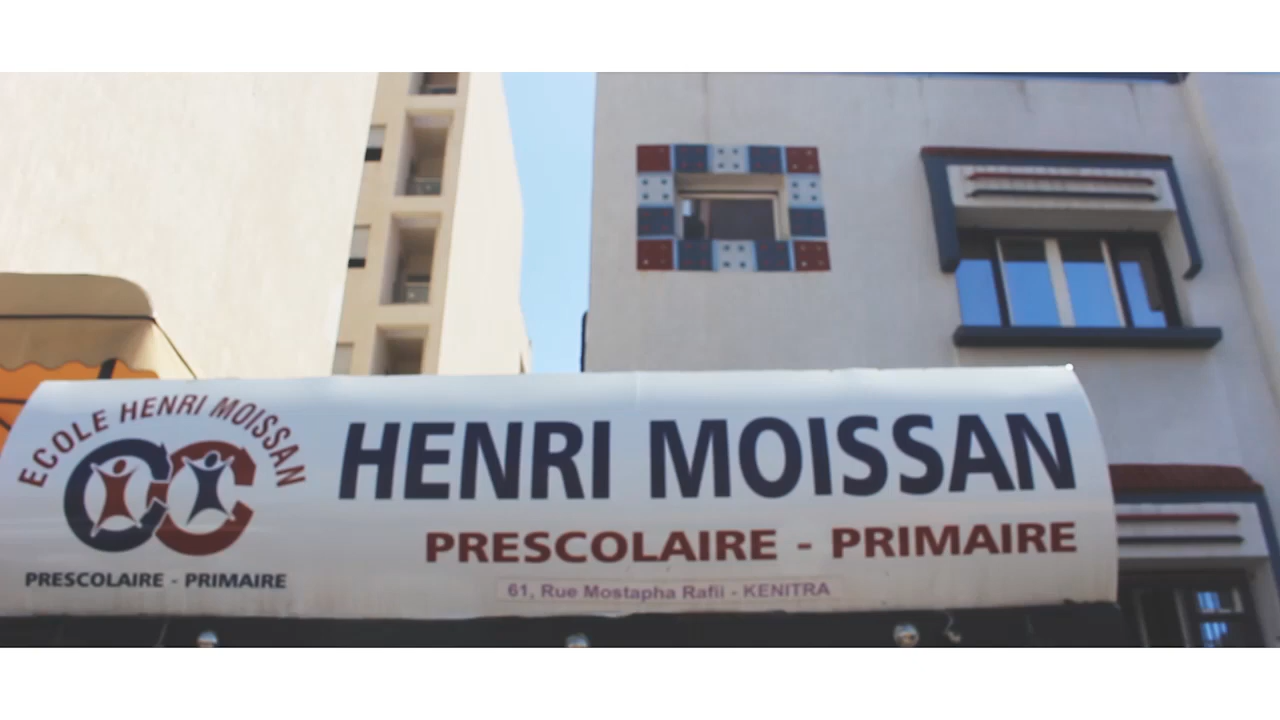 ECOLE HENRI MOISSAN
PRESCOLAIRE - PRIMAIRE
HENRI MOISSAN
PRESCOLAIRE - PRIMAIRE
61, Rue Mostapha Rafii - KENITRA